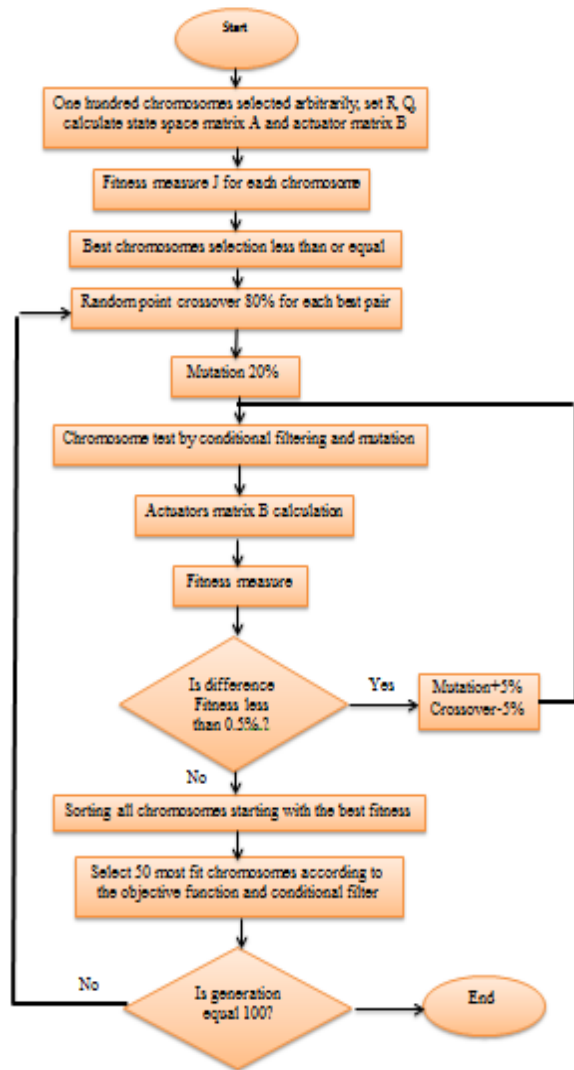 Start
One hundred chromosomes selected arbitrarily, set R, Q,
calculate state space matrix A and actuator matrix B
Fitness measure J for each chromosome
Best chromosomes selection less than or equal
Random point crossover 80% for each best pair
Mutation 20%
Chromosome test by conditional filtering and mutation
Actuators matrix B calculation
Fitness measure
Is difference
Fitness less
than 0.5%.?
Yes
Mutation+5%
Crossover-5%
No
Sorting all chromosomes starting with the best fitness
Select 50 most fit chromosomes according to
the objective function and conditional filter
No
Is generation
equal 100?
End